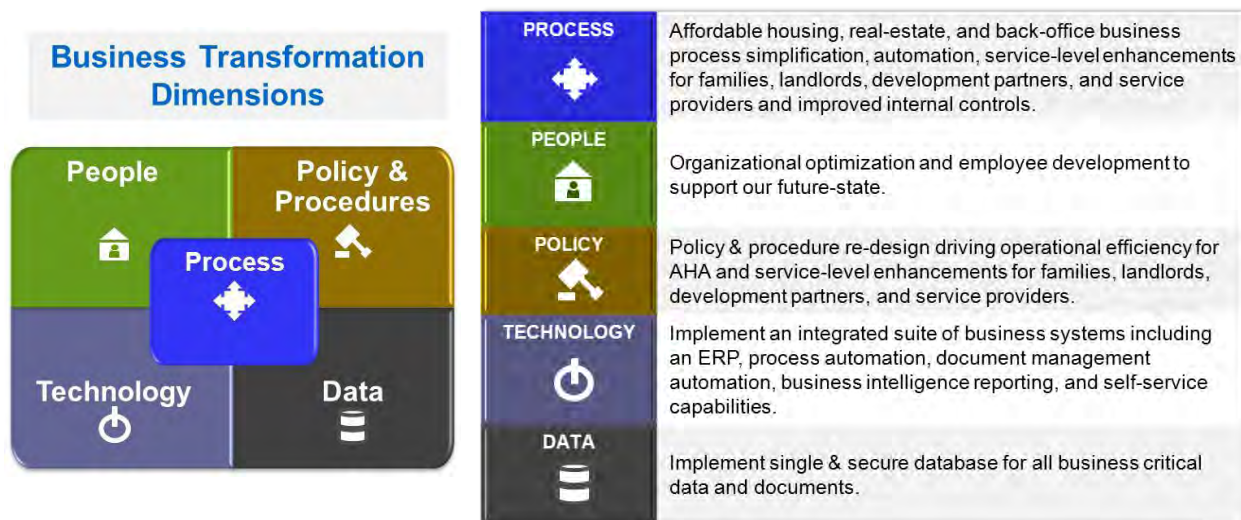 Business Transformation
Dimensions
People
Policy &
Procedures
Process
Technology
Data
PROCESS
Affordable housing, real-estate, and back-office business
process simplification, automation, service-level enhancements
for families, landlords, development partners, and service
providers and improved internal controls.
PEOPLE
Organizational optimization and employee development to
support our future-state.
POLICY
Policy & procedure re-design driving operational efficiency for
AHA and service-level enhancements for families, landlords,
development partners, and service providers.
TECHNOLOGY
Implement an integrated suite of business systems including
an ERP, process automation, document management
automation, business intelligence reporting, and self-service
capabilities.
DATA
Implement single & secure database for all business critical
data and documents.